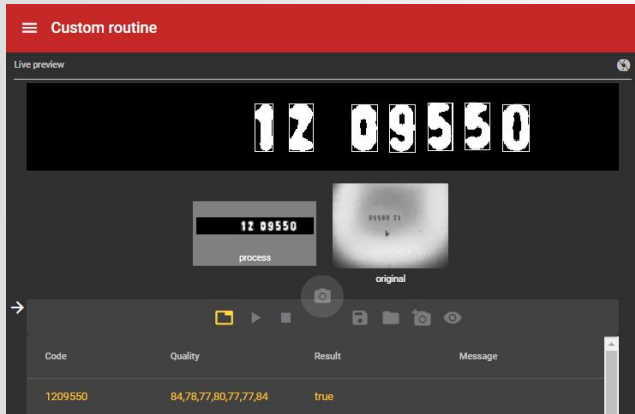 Custom routine
Live preview
12 09550
12 09550
process
original
Code Quality Result Message
1209550 84,78,77,80,77,77,84 true